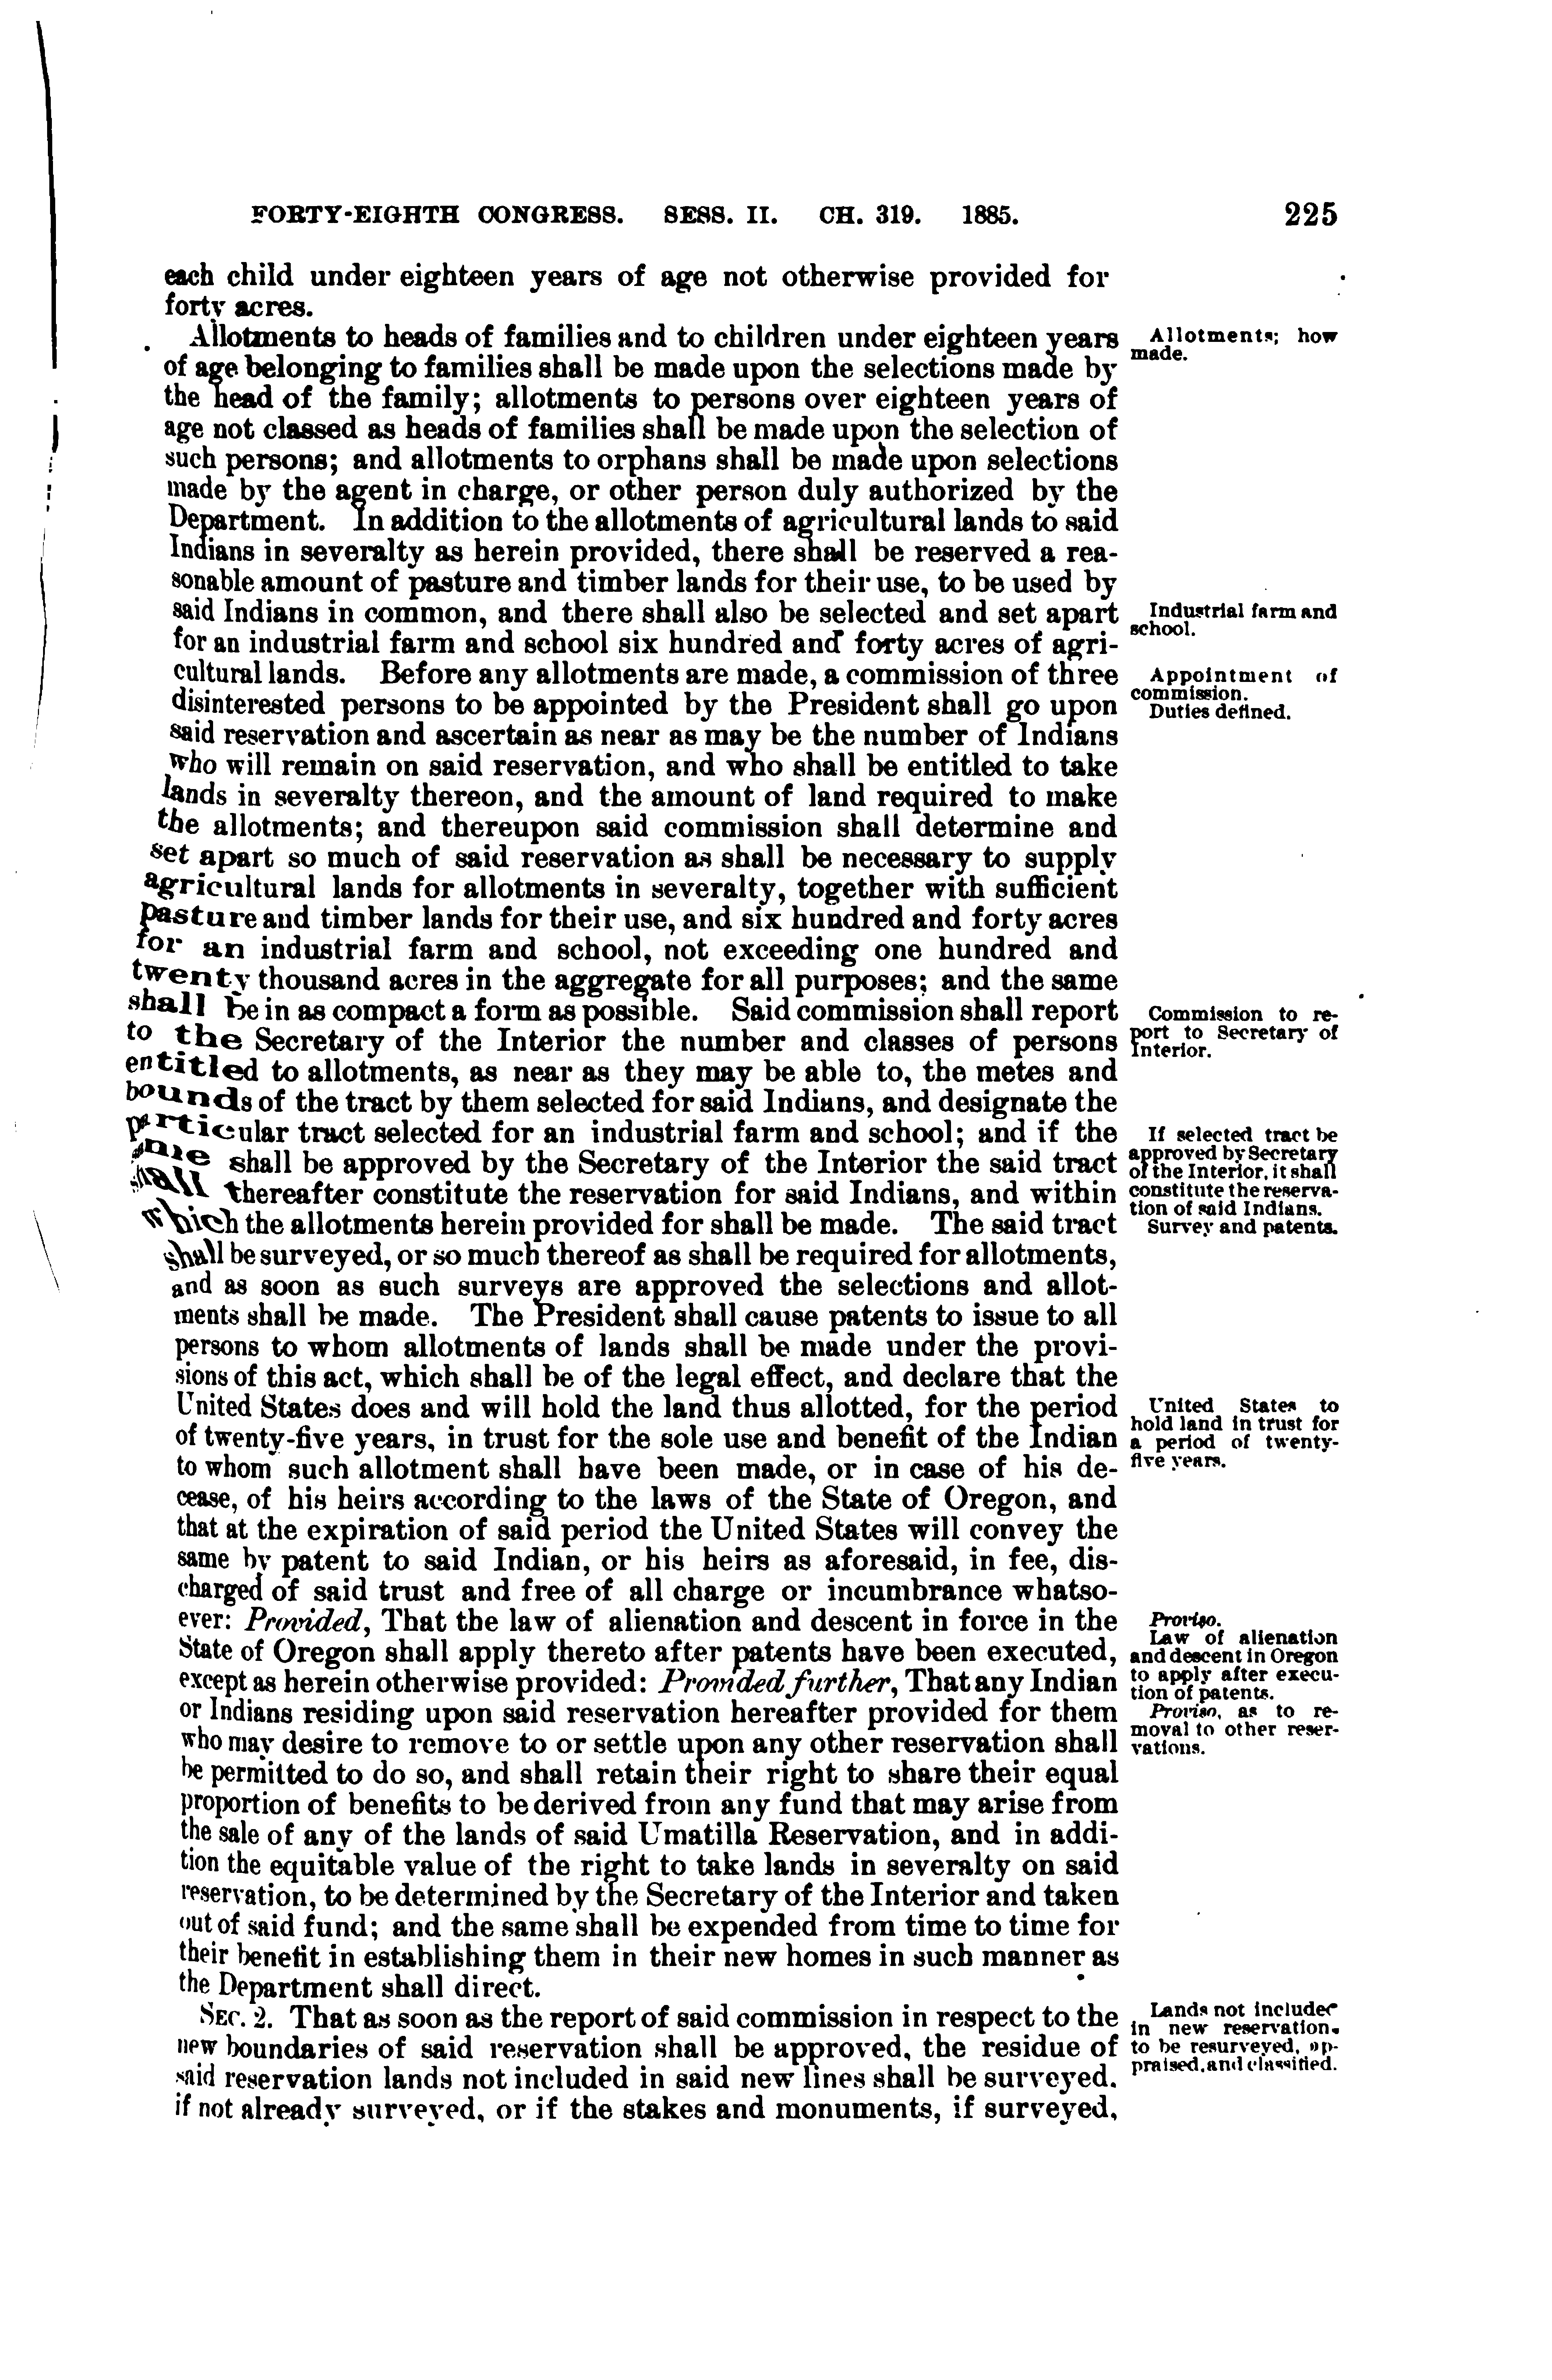 FORTY-EIGHTH CONGRESS. SESS. II. CH. 319. 1885. 225
each child under eighteen years of age not otherwise provided for
forty acres.
Allotments to heads of families and to children under eighteen years
of age belonging to families shall be made upon the selections made by
the head of the family; allotments to persons over eighteen years of
age not classed as heads of families shall be made upon the selection of
such persons; and allotments to orphans shall be made upon selections
made by the agent in charge, or other person duly authorized by the
Department. In addition to the allotments of agricultural lands to said
Indians in severalty as herein provided, there shall be reserved a rea-
sonable amount of pasture and timber lands for their use, to be used by
said Indians in common, and there shall also be selected and set apart
for an industrial farm and school six hundred and forty acres of agri-
cultural lands. Before any allotments are made, a commission of three
disinterested persons to be appointed by the President shall go upon
said reservation and ascertain as near as may be the number of Indians
who will remain on said reservation, and who shall be entitled to take
lands in severalty thereon, and the amount of land required to make
the allotments; and thereupon said commission shall determine and
set apart so much of said reservation as shall be necessary to supply
agricultural lands for allotments in severalty, together with sufficient
pasture and timber lands for their use, and six hundred and forty acres
for an industrial farm and school, not exceeding one hundred and
twenty thousand acres in the aggregate for all purposes; and the same
shall be in as compact a form as possible. Said commission shall report
to the Secretary of the Interior the number and classes of persons
entitled to allotments, as near as they may be able to, the metes and
bounds of the tract by them selected for said Indians, and designate the
particular tract selected for an industrial farm and school; and if the
same shall be approved by the Secretary of the Interior the said tract
shall thereafter constitute the reservation for said Indians, and within
which the allotments herein provided for shall be made. The said tract
shall be surveyed, or so much thereof as shall be required for allotments,
and as soon as such surveys are approved the selections and allot-
ments shall be made. The President shall cause patents to issue to all
persons to whom allotments of lands shall be made under the provi-
sions of this act, which shall be of the legal effect, and declare that the
United States does and will hold the land thus allotted, for the period
of twenty-five years, in trust for the sole use and benefit of the Indian
to whom such allotment shall have been made, or in case of his de-
cease, of his heirs according to the laws of the State of Oregon, and
that at the expiration of said period the United States will convey the
same by patent to said Indian, or his heirs as aforesaid, in fee, dis-
charged of said trust and free of all charge or incumbrance whatso-
ever: Provided, That the law of alienation and descent in force in the
State of Oregon shall apply thereto after patents have been executed,
except as herein otherwise provided: Provided further, That any Indian
or Indians residing upon said reservation hereafter provided for them
who may desire to remove to or settle upon any other reservation shall
be permitted to do so, and shall retain their right to share their equal
proportion of benefits to be derived from any fund that may arise from
the sale of any of the lands of said Umatilla Reservation, and in addi-
tion the equitable value of the right to take lands in severalty on said
reservation, to be determined by the Secretary of the Interior and taken
out of said fund; and the same shall be expended from time to time for
their benefit in establishing them in their new homes in such manner as
the Department shall direct.
SEC. 2. That as soon as the report of said commission in respect to the
new boundaries of said reservation shall be approved, the residue of
said reservation lands not included in said new lines shall be surveyed,
if not already surveyed, or if the stakes and monuments, if surveyed,
Allotments; how
made.
Industrial farm and
school.
Appointment of
commission.
Duties defined.
Commission to re-
port to Secretary of
Interior.
If selected tract be
approved by Secretary
of the Interior, it shall
constitute the reserva-
tion of said Indians.
Survey and patents.
United States to
hold land in trust for
a period of twenty-
five years.
Proviso.
Law of alienation
and descent in Oregon
to apply after execu-
tion of patents.
Proviso, as to re-
moval to other reser-
vations.
Lands not included
in new reservation,
to be resurveyed, ap-
praised, and classified.